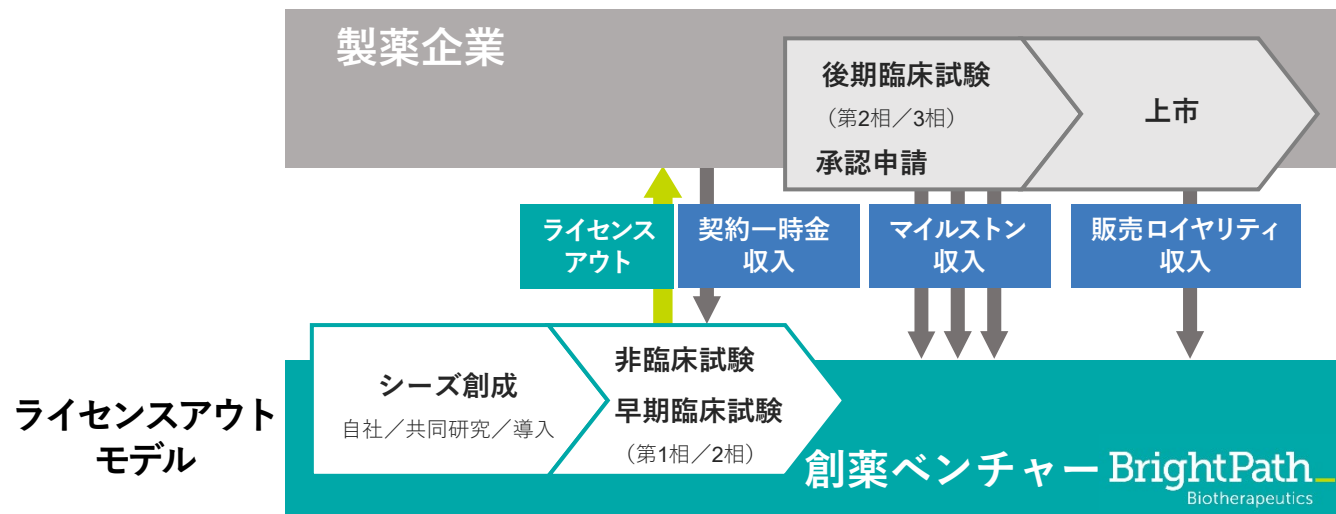 製薬企業
後期臨床試験
（第2相／3相）
承認申請
上市
ライセンス
アウト
契約一時金
収入
マイルストン
収入
販売ロイヤリティ
収入
シーズ創成
自社／共同研究／導入
非臨床試験
早期臨床試験
（第1相／2相）
ライセンスアウト
モデル
創薬ベンチャー BrightPath
Biotherapeutics